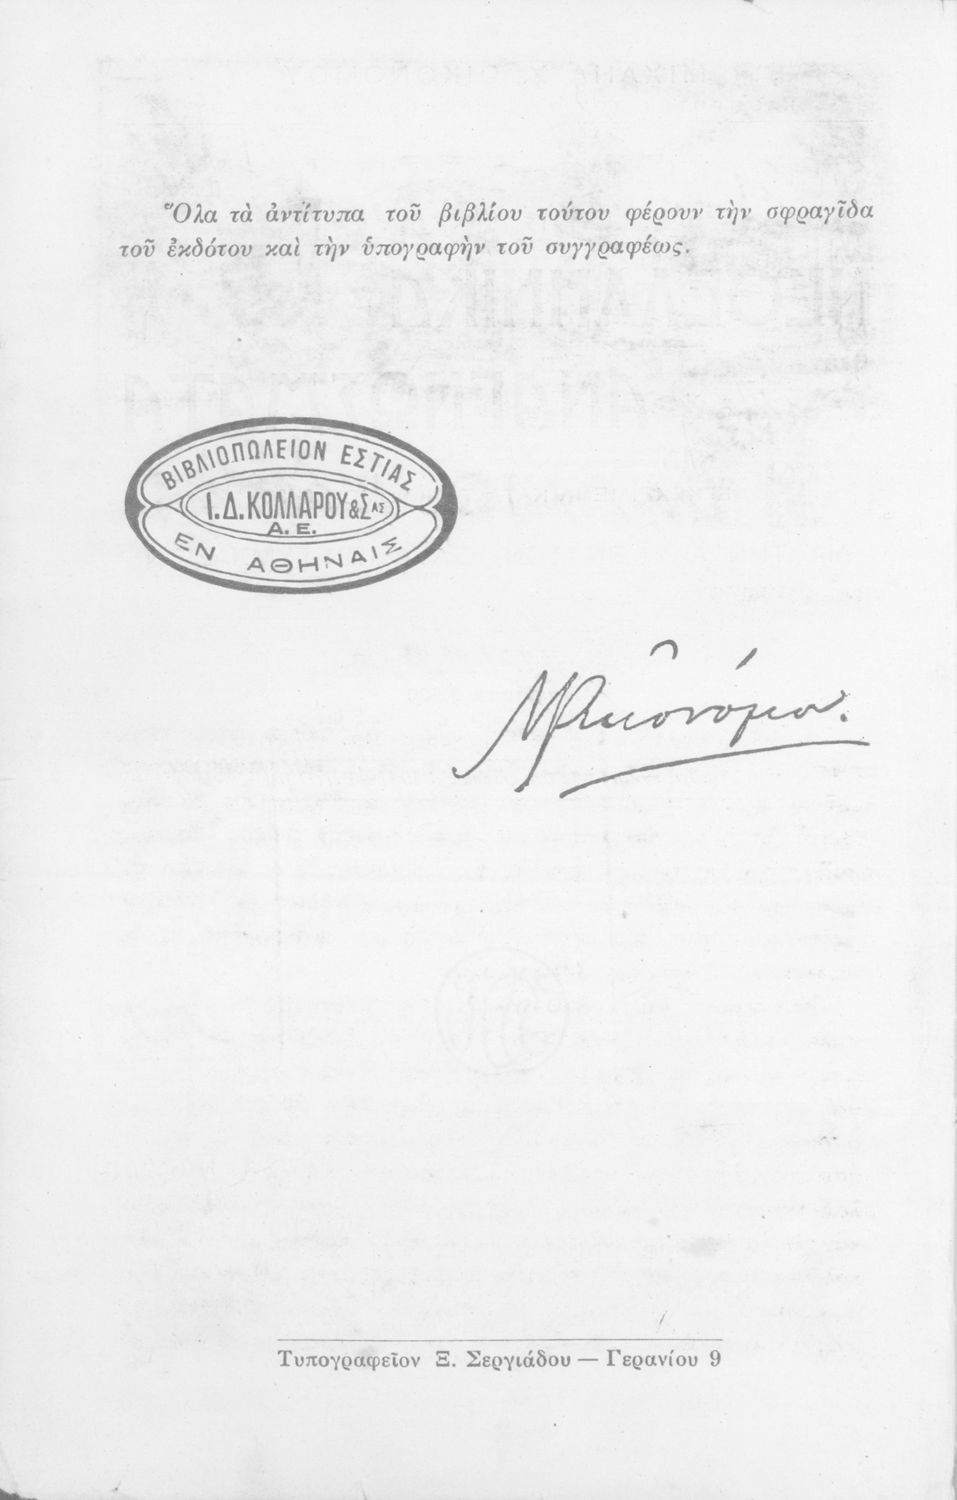 Ὅλα τὰ ἀντίτυπα τοῦ βιβλίου τούτου φέρουν τὴν σφραγῖδα
τοῦ ἐκδότου καὶ τὴν ὑπογραφὴν τοῦ συγγραφέως.
ΒΙΒΛΙΟΠΩΛΕΙΟΝ ΕΣΤΙΑΣ
Ι.Δ.ΚΟΛΛΑΡΟΥ&ΣΑΣ
Α.Ε.
ΕΝ ΑΘΗΝΑΙΣ
Τυπογραφεῖον Ξ. Σεργιάδου — Γερανίου 9